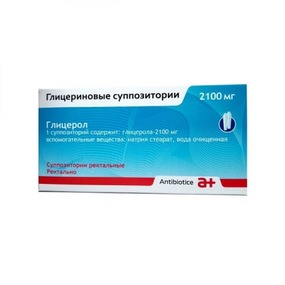 Глицериновые суппозитории 2100 мг
Глицерол
1 суппозиторий содержит: глицерола-2100 мг
вспомогательные вещества: натрия стеарат, вода очищенная
Суппозитории ректальные
Ректально
Antibiotice a+